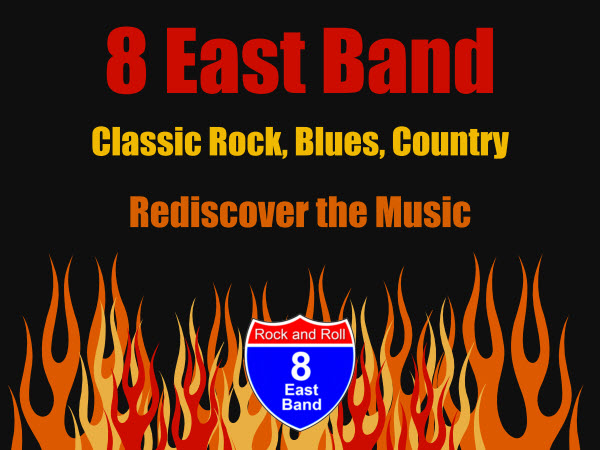 8 East Band
Classic Rock, Blues, Country
Rediscover the Music
Rock and Roll
8
East
Band